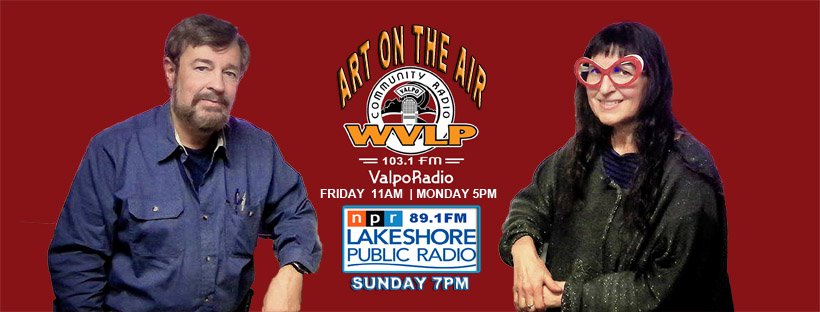 ART ON THE AIR
COMMUNITY RADIO
VALPO
WVLP
103.1 FM
ValpoRadio
FRIDAY 11AM | MONDAY 5PM
npr 89.1FM
LAKESHORE
PUBLIC RADIO
SUNDAY 7PM